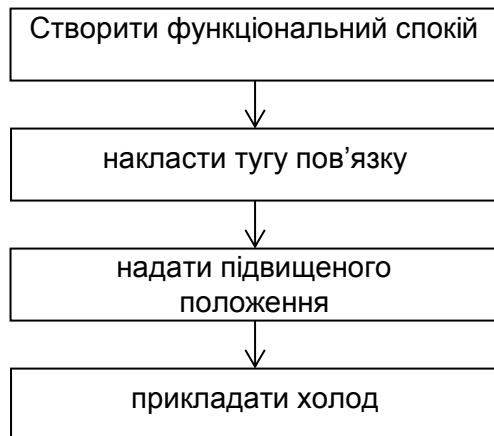 Створити функціональний спокій
накласти тугу пов’язку
надати підвищеного
положення
прикладати холод